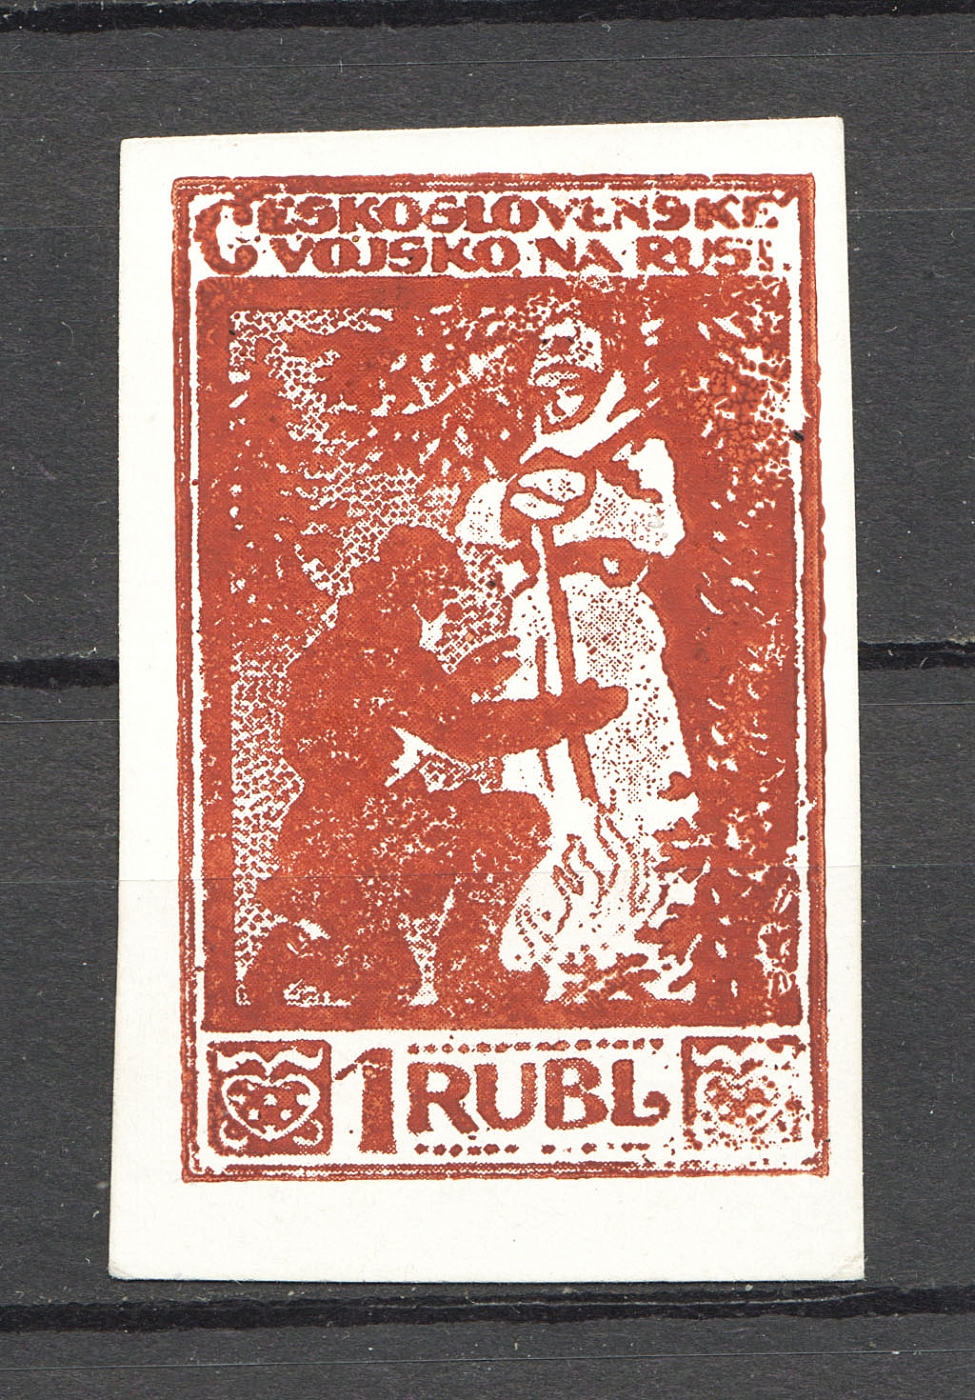 ČESKOSLOVENSKÉ
VOJSKO NA RUSI
1 RUBL